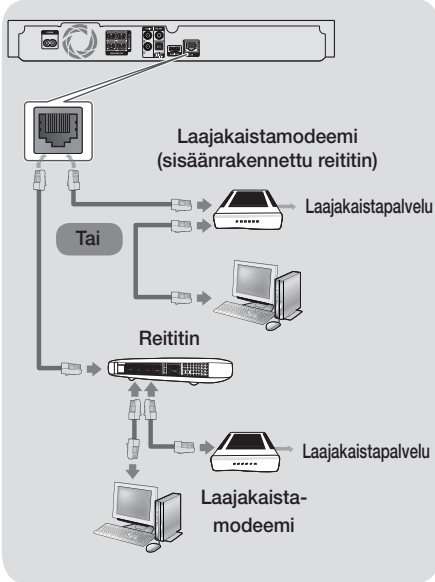 Laajakaistamodeemi
(sisäänrakennettu reititin)
Laajakaistapalvelu
Tai
Reititin
Laajakaistapalvelu
Laajakaista-
modeemi